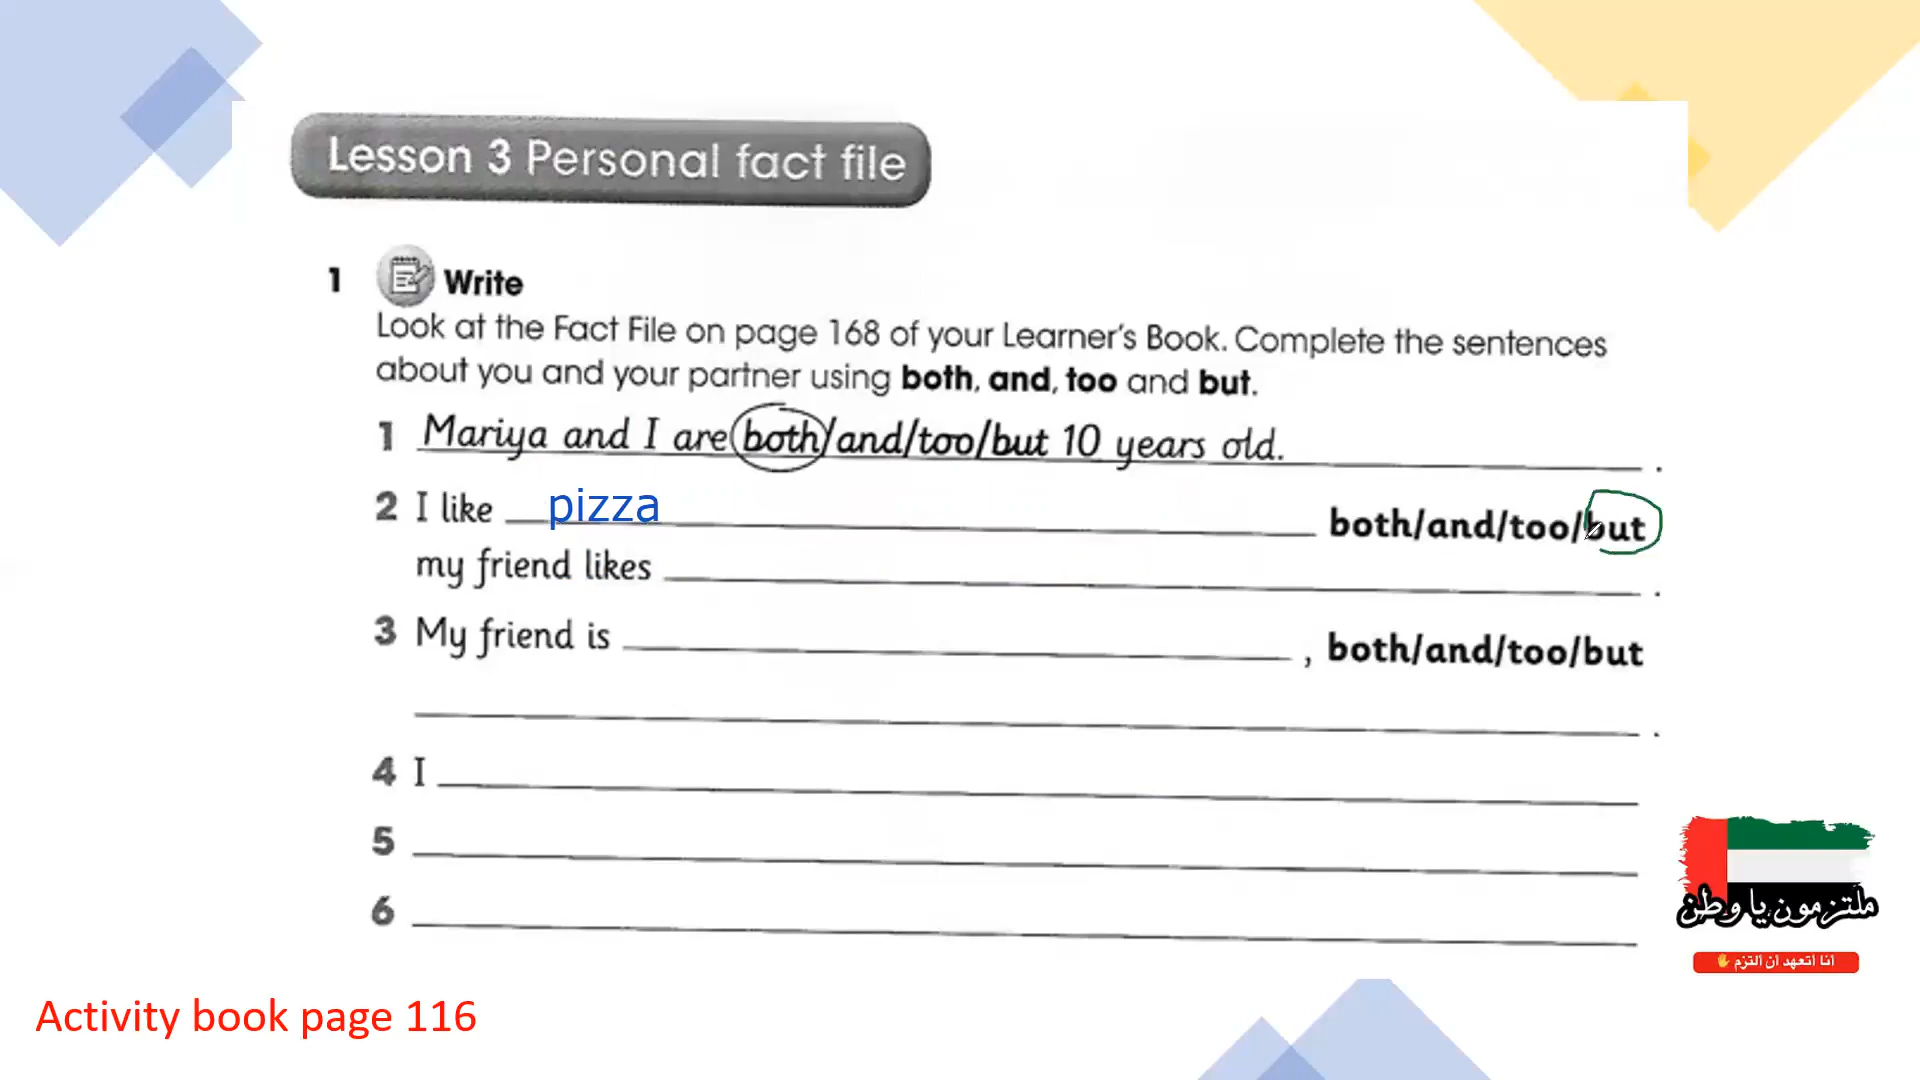 Lesson 3 Personal fact file
1 Write
Look at the Fact File on page 168 of your Learner's Book. Complete the sentences
about you and your partner using both, and, too and but.
1 Mariya and I are both/and/too/but 10 years old. .
2 I like pizza both/and/too/but
my friend likes .
3 My friend is , both/and/too/but
.
4 I
5
6
ملتزمون يا وطن
أنا أتعهد أن ألتزم
Activity book page 116